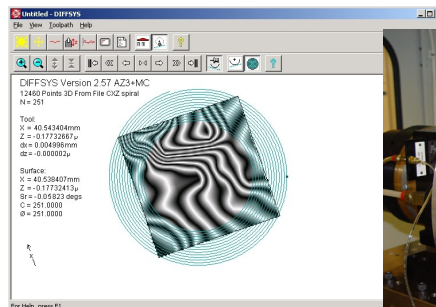 Untitled - DIFFSYS
File View Toolpath Help
DIFFSYS Version 2.57 AZ3+MC
12460 Points 3D From File CXZ spiral
N = 251
Tool:
X = 40.543404mm
Z = -0.17732667µ
dx = 0.004996mm
dz = -0.000002µ
Surface:
X = 40.538407mm
Z = -0.17732413µ
Sr = -0.05823 degs
C = 251.0000
Ø = 251.0000
x
For Help, press F1